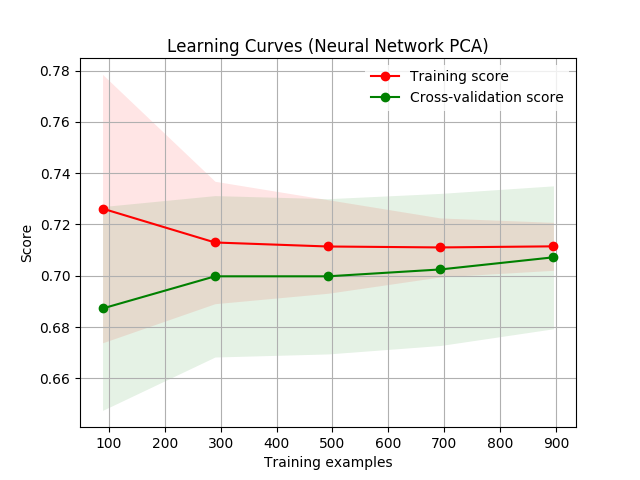 Learning Curves (Neural Network PCA)
Training score
Cross-validation score
0.78
0.76
0.74
0.72
0.70
0.68
0.66
Score
100 200 300 400 500 600 700 800 900
Training examples